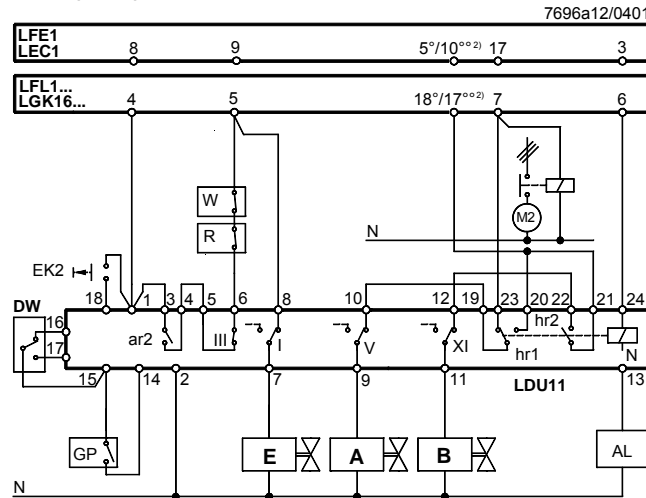 7696a12/0401
LFE1
LEC1
8 9 5°/10°° 2) 17 3
LFL1...
LGK16...
4 5 18°/17°° 2) 7 6
W
R
M2
N
EK2
18 1 3 4 5 6 8 10 12 19 23 20 22 21 24
DW
16
17
ar2 III I V XI hr1 hr2 N
15 14 2 7 9 11 LDU11 13
GP E A B AL
N